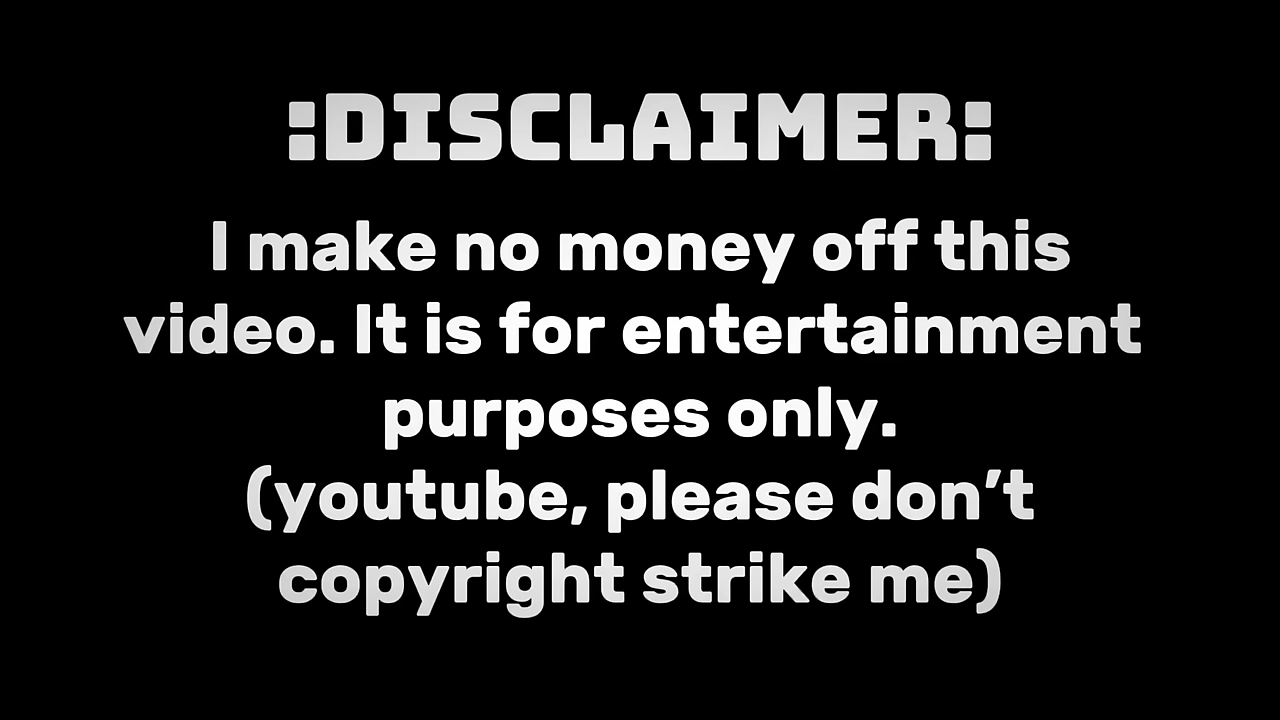 :DISCLAIMER:
I make no money off this
video. It is for entertainment
purposes only.
(youtube, please don’t
copyright strike me)